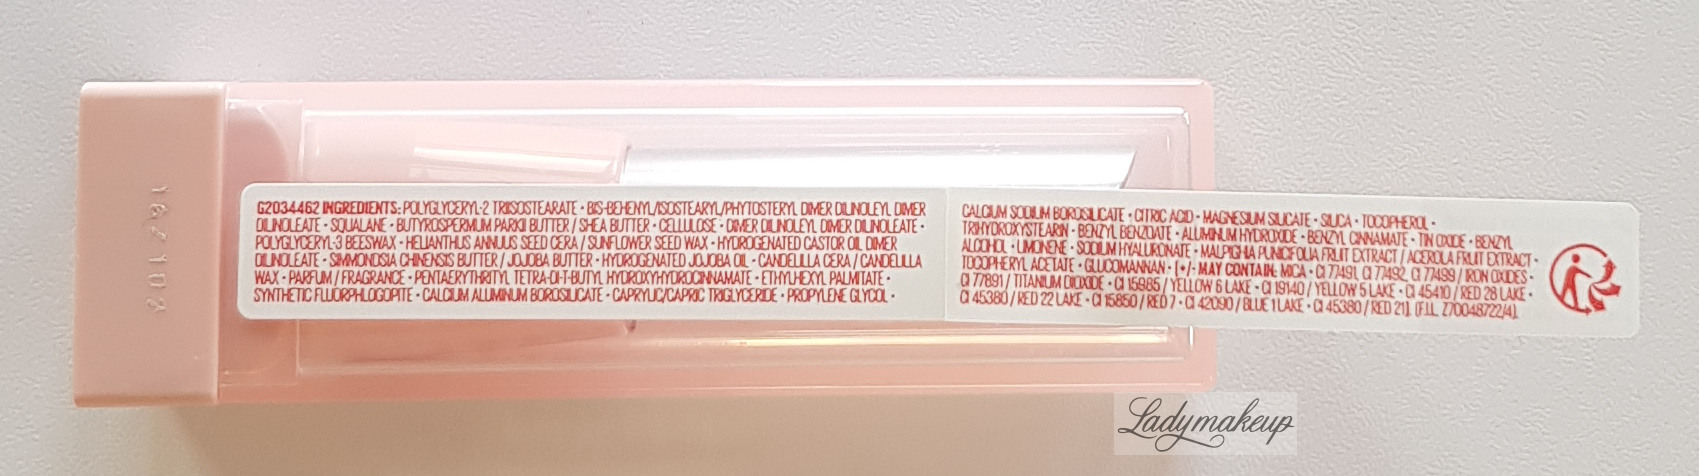 G2034462 INGREDIENTS: POLYGLYCERYL-2 TRIISOSTEARATE • BIS-BEHENYL/ISOSTEARYL/PHYTOSTERYL DIMER DILINOLEYL DIMER
DILINOLEATE • SQUALANE • BUTYROSPERMUM PARKII BUTTER / SHEA BUTTER • CELLULOSE • DIMER DILINOLEYL DIMER DILINOLEATE •
POLYGLYCERYL-3 BEESWAX • HELIANTHUS ANNUUS SEED CERA / SUNFLOWER SEED WAX • HYDROGENATED CASTOR OIL DIMER
DILINOLEATE • SIMMONDSIA CHINENSIS BUTTER / JOJOBA BUTTER • HYDROGENATED JOJOBA OIL • CANDELILLA CERA / CANDELILLA
WAX • PARFUM / FRAGRANCE • PENTAERYTHRITYL TETRA-DI-T-BUTYL HYDROXYHYDROCINNAMATE • ETHYLHEXYL PALMITATE •
SYNTHETIC FLUORPHLOGOPITE • CALCIUM ALUMINUM BOROSILICATE • CAPRYLIC/CAPRIC TRIGLYCERIDE • PROPYLENE GLYCOL •
CALCIUM SODIUM BOROSILICATE • CITRIC ACID • MAGNESIUM SILICATE • SILICA • TOCOPHEROL •
TRIHYDROXYSTEARIN • BENZYL BENZOATE • ALUMINUM HYDROXIDE • BENZYL CINNAMATE • TIN OXIDE • BENZYL
ALCOHOL • LIMONENE • SODIUM HYALURONATE • MALPIGHIA PUNICIFOLIA FRUIT EXTRACT / ACEROLA FRUIT EXTRACT •
TOCOPHERYL ACETATE • GLUCOMANNAN • [+/- MAY CONTAIN: MICA • CI 77491, CI 77492, CI 77499 / IRON OXIDES •
CI 77891 / TITANIUM DIOXIDE • CI 15985 / YELLOW 6 LAKE • CI 19140 / YELLOW 5 LAKE • CI 45410 / RED 28 LAKE •
CI 45380 / RED 22 LAKE • CI 15850 / RED 7 • CI 42090 / BLUE 1 LAKE • CI 45380 / RED 21]. (F.I.L. Z70048722/4).
Ladymakeup